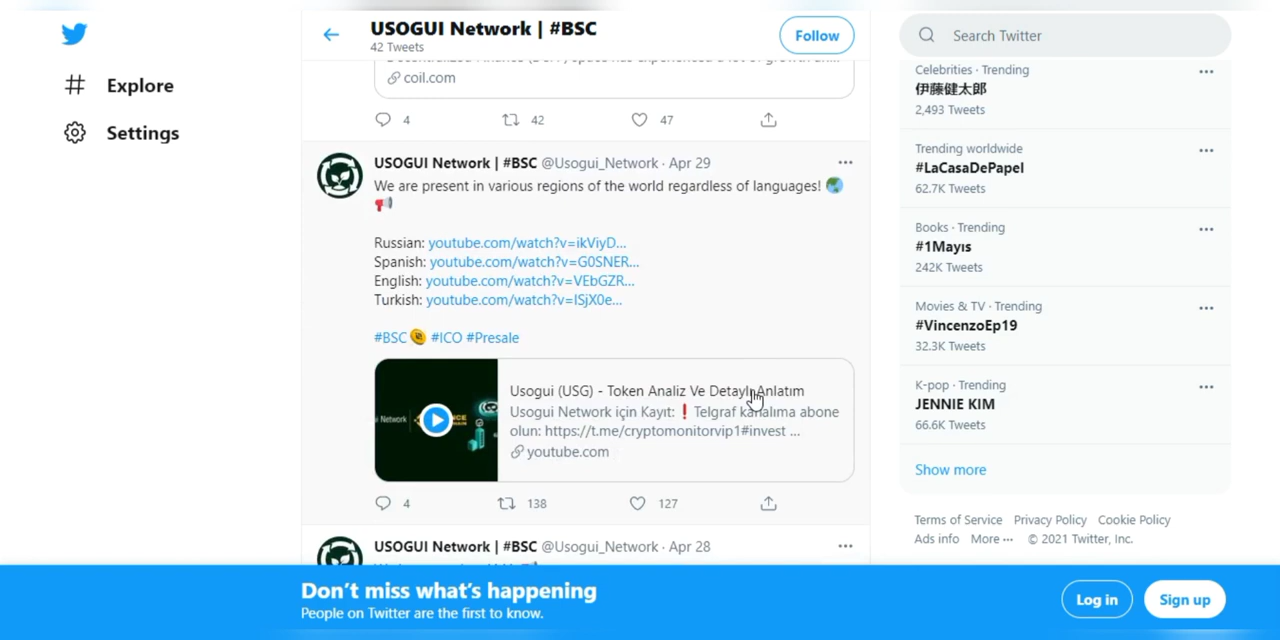 Explore
Settings
USOGUI Network | #BSC
42 Tweets
Follow
coil.com
4 42 47
USOGUI Network | #BSC @Usogui_Network · Apr 29
We are present in various regions of the world regardless of languages!
Russian: youtube.com/watch?v=ikViyD...
Spanish: youtube.com/watch?v=G0SNER...
English: youtube.com/watch?v=VEbGZR...
Turkish: youtube.com/watch?v=ISjX0e...
#BSC #ICO #Presale
Usogui (USG) - Token Analiz Ve Detaylı Anlatım
Usogui Network için Kayıt: ❗ Telgraf kanalıma abone
olun: https://t.me/cryptomonitorvip1#invest ...
youtube.com
4 138 127
USOGUI Network | #BSC @Usogui_Network · Apr 28
Search Twitter
Celebrities · Trending
伊藤健太郎
2,493 Tweets
Trending worldwide
#LaCasaDePapel
62.7K Tweets
Books · Trending
#1Mayıs
242K Tweets
Movies & TV · Trending
#VincenzoEp19
32.3K Tweets
K-pop · Trending
JENNIE KIM
66.6K Tweets
Show more
Terms of Service Privacy Policy Cookie Policy
Ads info More ··· © 2021 Twitter, Inc.
Don't miss what's happening
People on Twitter are the first to know.
Log in
Sign up